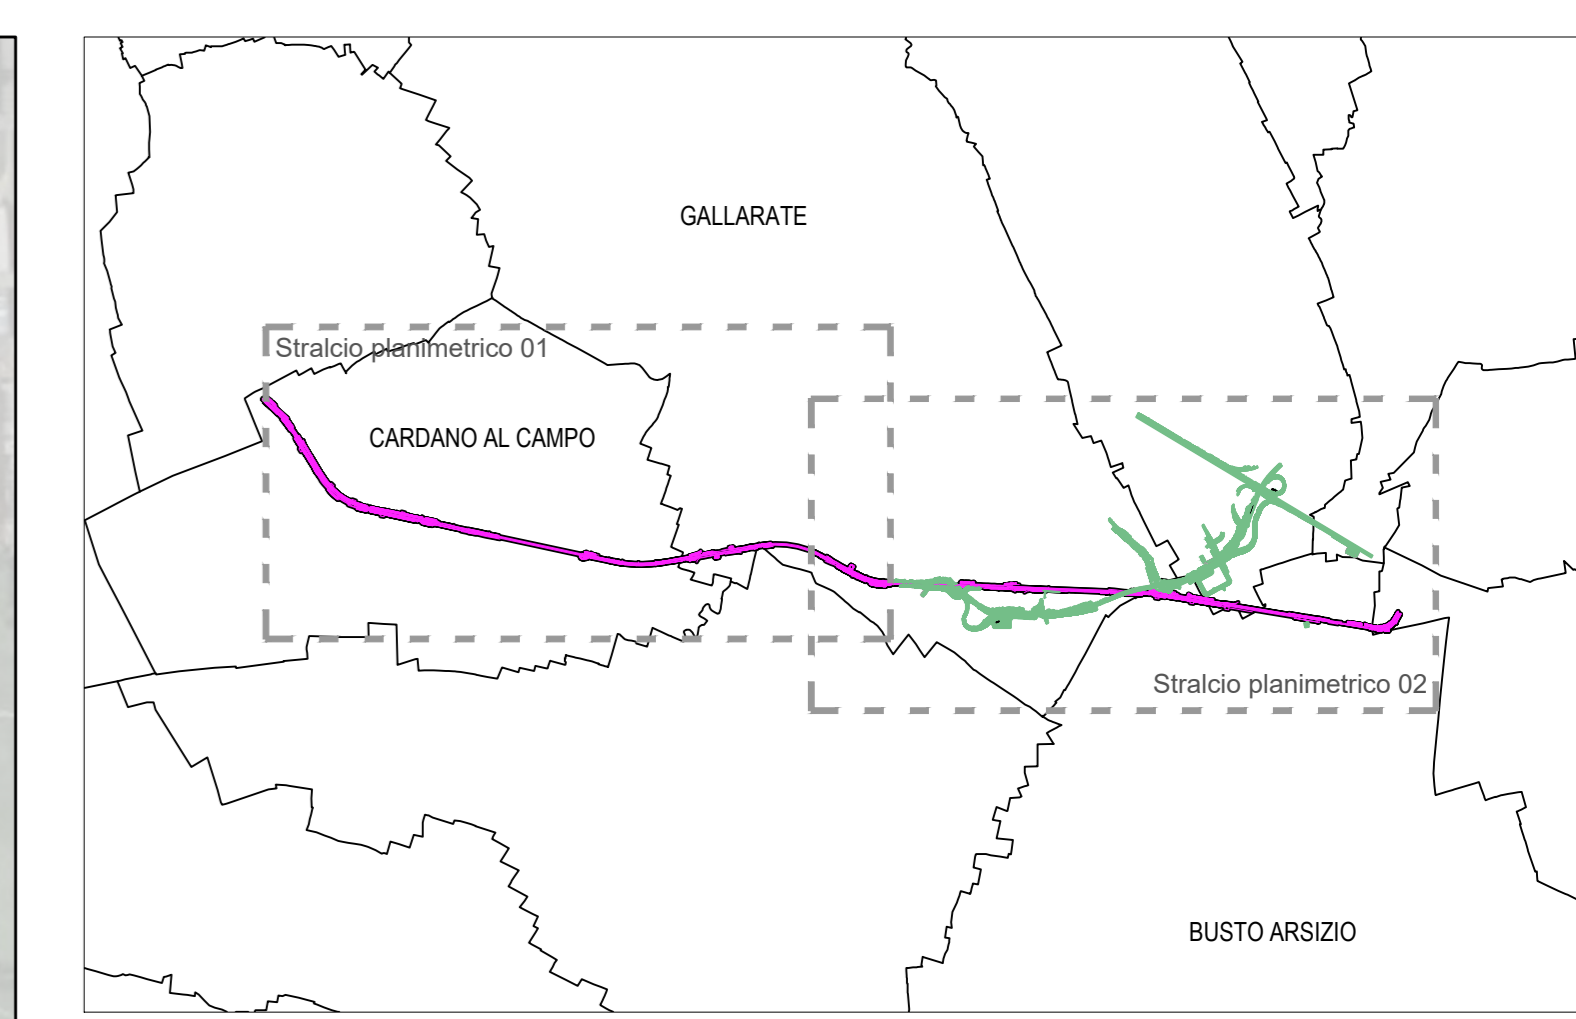 GALLARATE
Stralcio planimetrico 01
CARDANO AL CAMPO
Stralcio planimetrico 02
BUSTO ARSIZIO